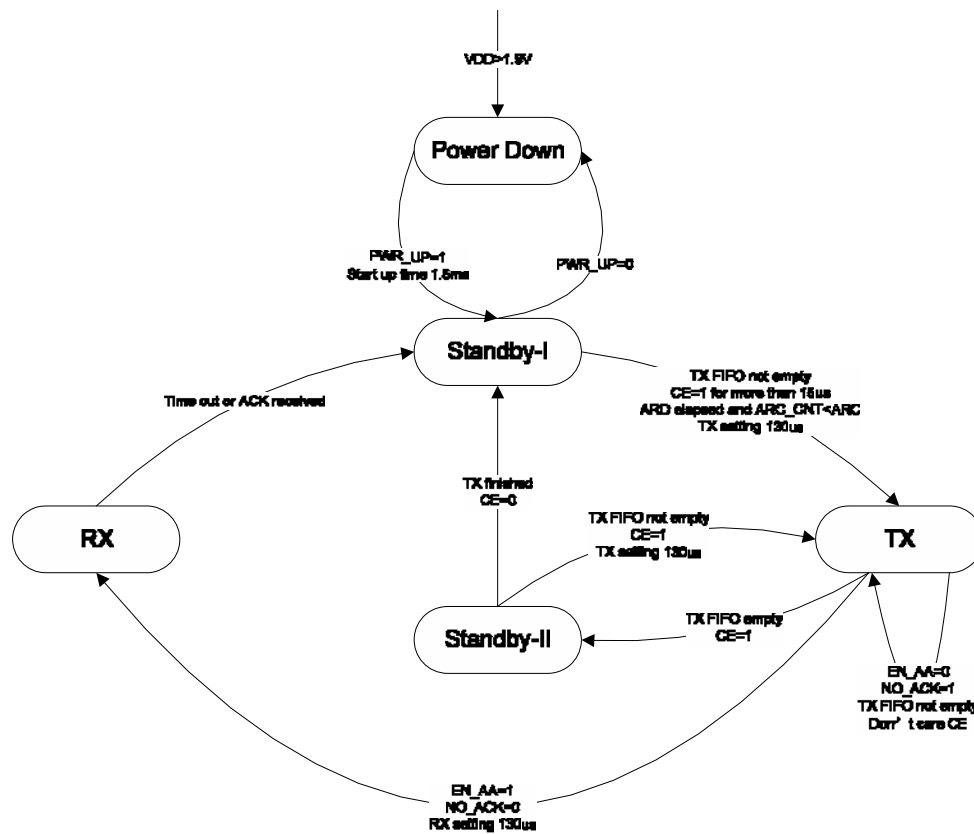 VDD>1.9V
Power Down
PWR_UP=1
Start up time 1.5ms
PWR_UP=0
Standby-I
TX FIFO not empty
CE=1 for more than 15us
ARD elapsed and ARC_CNT<ARC
TX setting 130us
Time out or ACK received
TX finished
CE=0
RX
TX FIFO not empty
CE=1
TX setting 130us
TX
Standby-II
TX FIFO empty
CE=1
EN_AA=0
NO_ACK=1
TX FIFO not empty
Don't care CE
EN_AA=1
NO_ACK=0
RX setting 130us